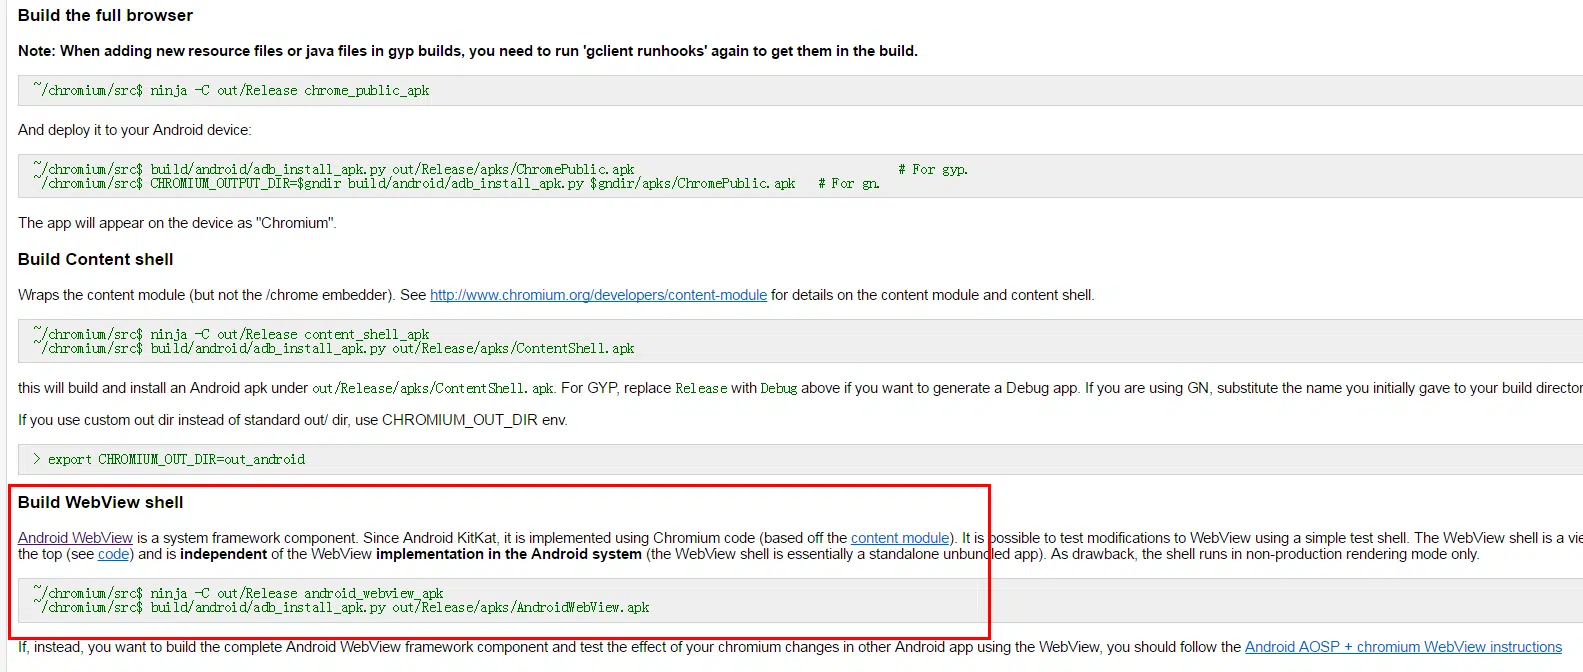 Build the full browser
Note: When adding new resource files or java files in gyp builds, you need to run 'gclient runhooks' again to get them in the build.
~/chromium/src$ ninja -C out/Release chrome_public_apk
And deploy it to your Android device:
~/chromium/src$ build/android/adb_install_apk.py out/Release/apks/ChromePublic.apk # For gyp.
~/chromium/src$ CHROMIUM_OUTPUT_DIR=$gndir build/android/adb_install_apk.py $gndir/apks/ChromePublic.apk # For gn.
The app will appear on the device as "Chromium".
Build Content shell
Wraps the content module (but not the /chrome embedder). See http://www.chromium.org/developers/content-module for details on the content module and content shell.
~/chromium/src$ ninja -C out/Release content_shell_apk
~/chromium/src$ build/android/adb_install_apk.py out/Release/apks/ContentShell.apk
this will build and install an Android apk under out/Release/apks/ContentShell.apk. For GYP, replace Release with Debug above if you want to generate a Debug app. If you are using GN, substitute the name you initially gave to your build director
If you use custom out dir instead of standard out/ dir, use CHROMIUM_OUT_DIR env.
> export CHROMIUM_OUT_DIR=out_android
Build WebView shell
Android WebView is a system framework component. Since Android KitKat, it is implemented using Chromium code (based off the content module). It is possible to test modifications to WebView using a simple test shell. The WebView shell is a vie
the top (see code) and is independent of the WebView implementation in the Android system (the WebView shell is essentially a standalone unbundled app). As drawback, the shell runs in non-production rendering mode only.
~/chromium/src$ ninja -C out/Release android_webview_apk
~/chromium/src$ build/android/adb_install_apk.py out/Release/apks/AndroidWebView.apk
If, instead, you want to build the complete Android WebView framework component and test the effect of your chromium changes in other Android app using the WebView, you should follow the Android AOSP + chromium WebView instructions